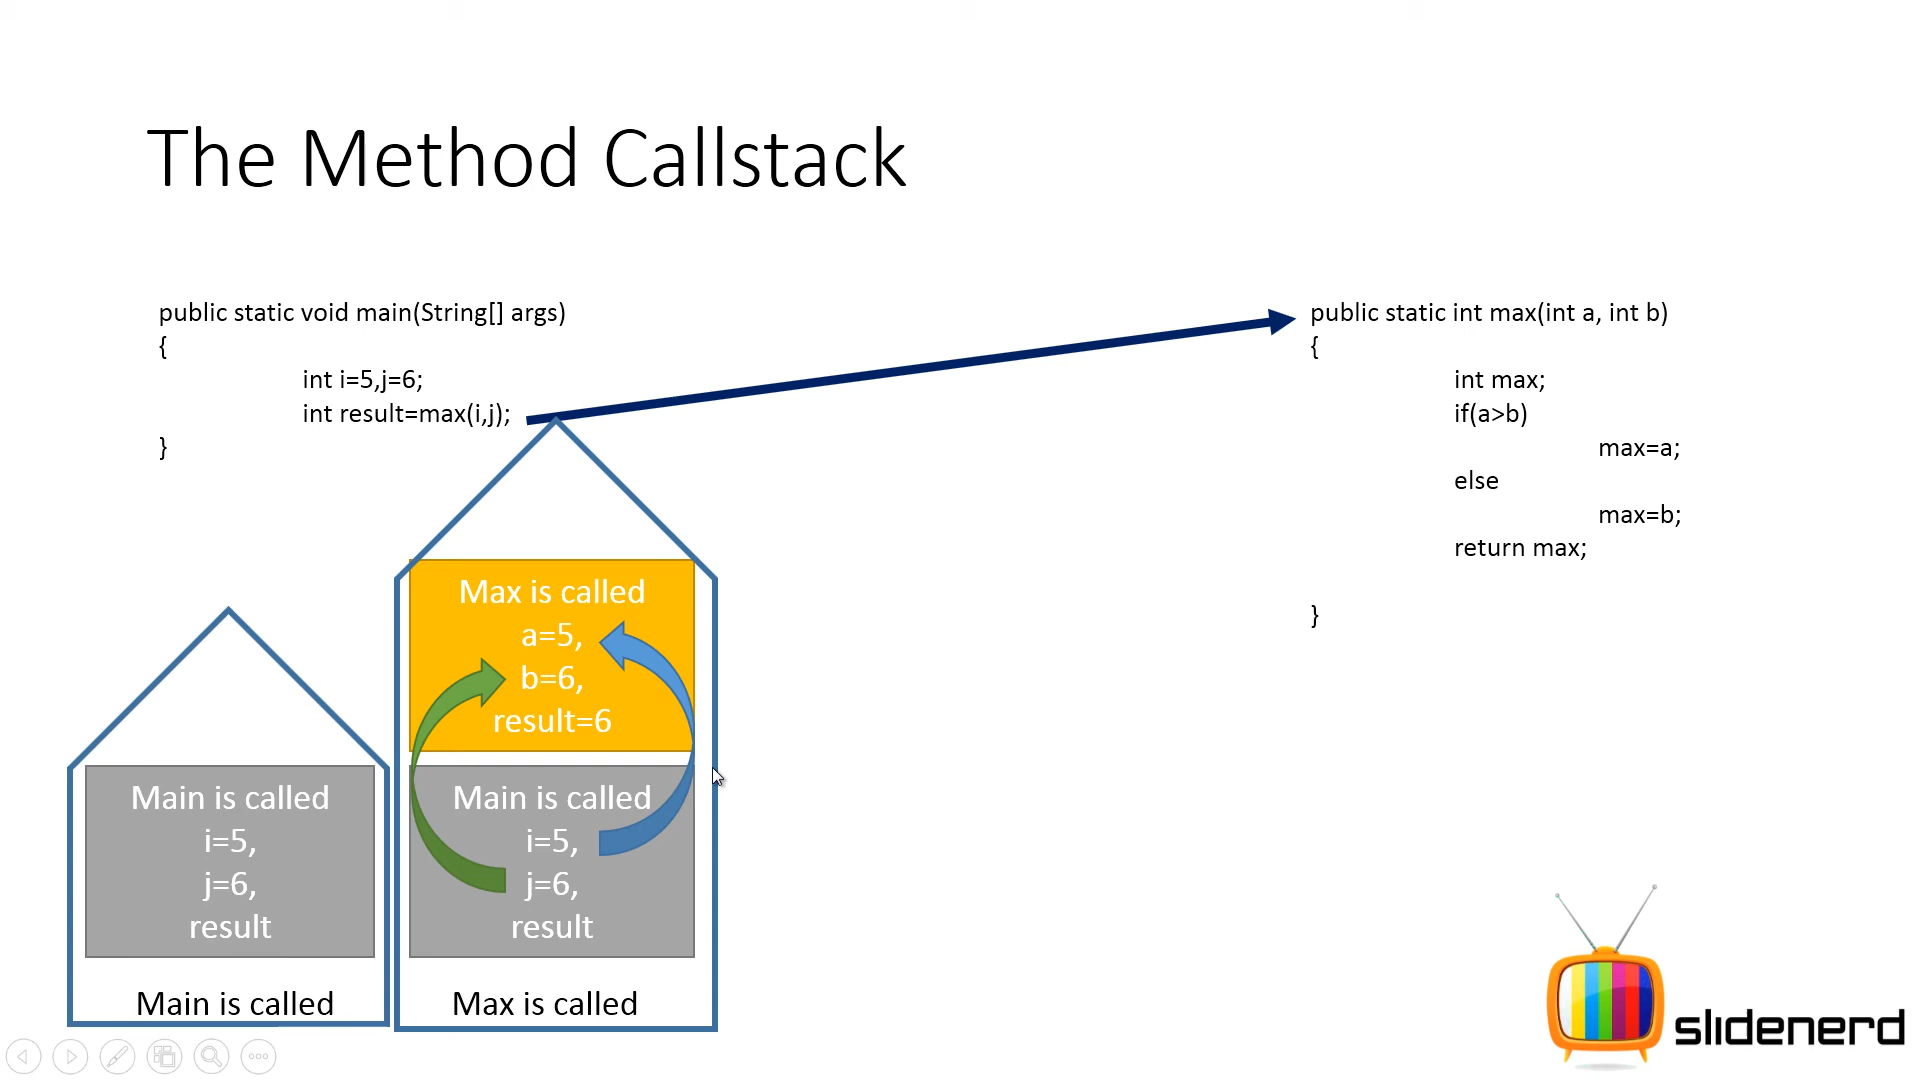 The Method Callstack
public static void main(String[] args)
{
int i=5,j=6;
int result=max(i,j);
}
public static int max(int a, int b)
{
int max;
if(a>b)
max=a;
else
max=b;
return max;
}
Max is called
a=5,
b=6,
result=6
Main is called
i=5,
j=6,
result
Main is called
Main is called
i=5,
j=6,
result
Max is called
slidenerd